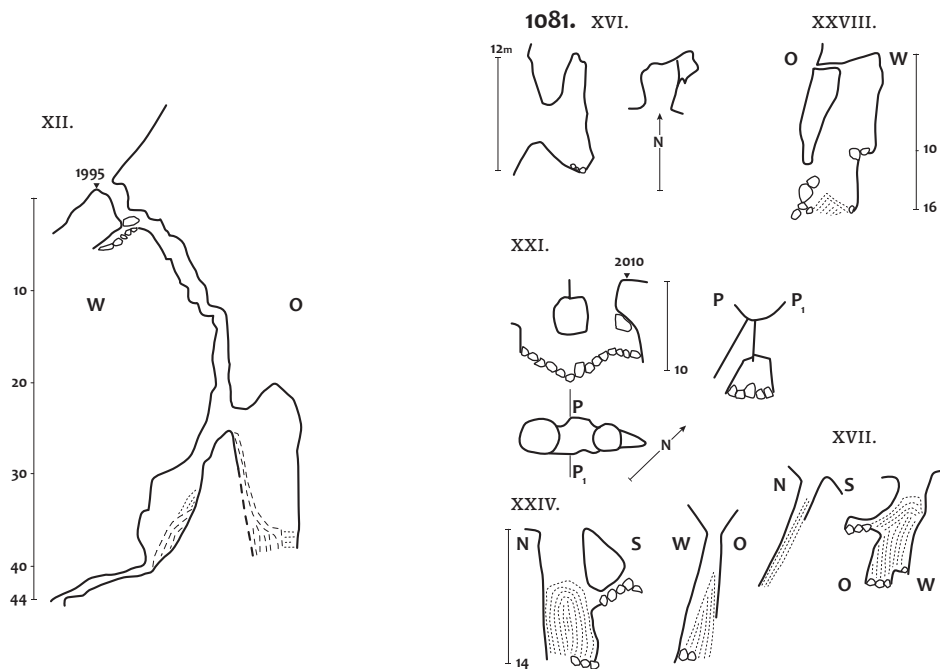 XII.
1995
10
20
30
40
44
W
O
1081. XVI.
12m
N
XXVIII.
O
W
10
16
XXI.
2010
10
P
P₁
N
P
P₁
XXIV.
N
S
14
W
O
XVII.
N
S
O
W